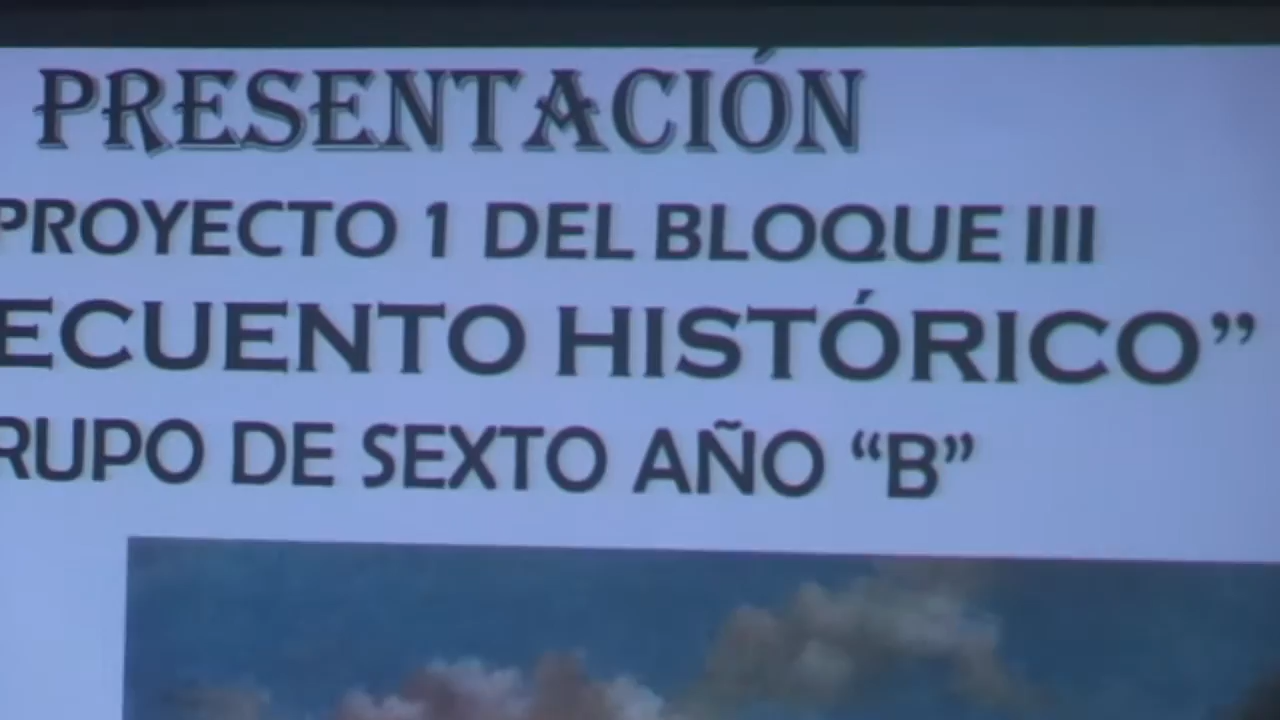 PRESENTACIÓN
PROYECTO 1 DEL BLOQUE III
ECUENTO HISTÓRICO”
RUPO DE SEXTO AÑO “B”